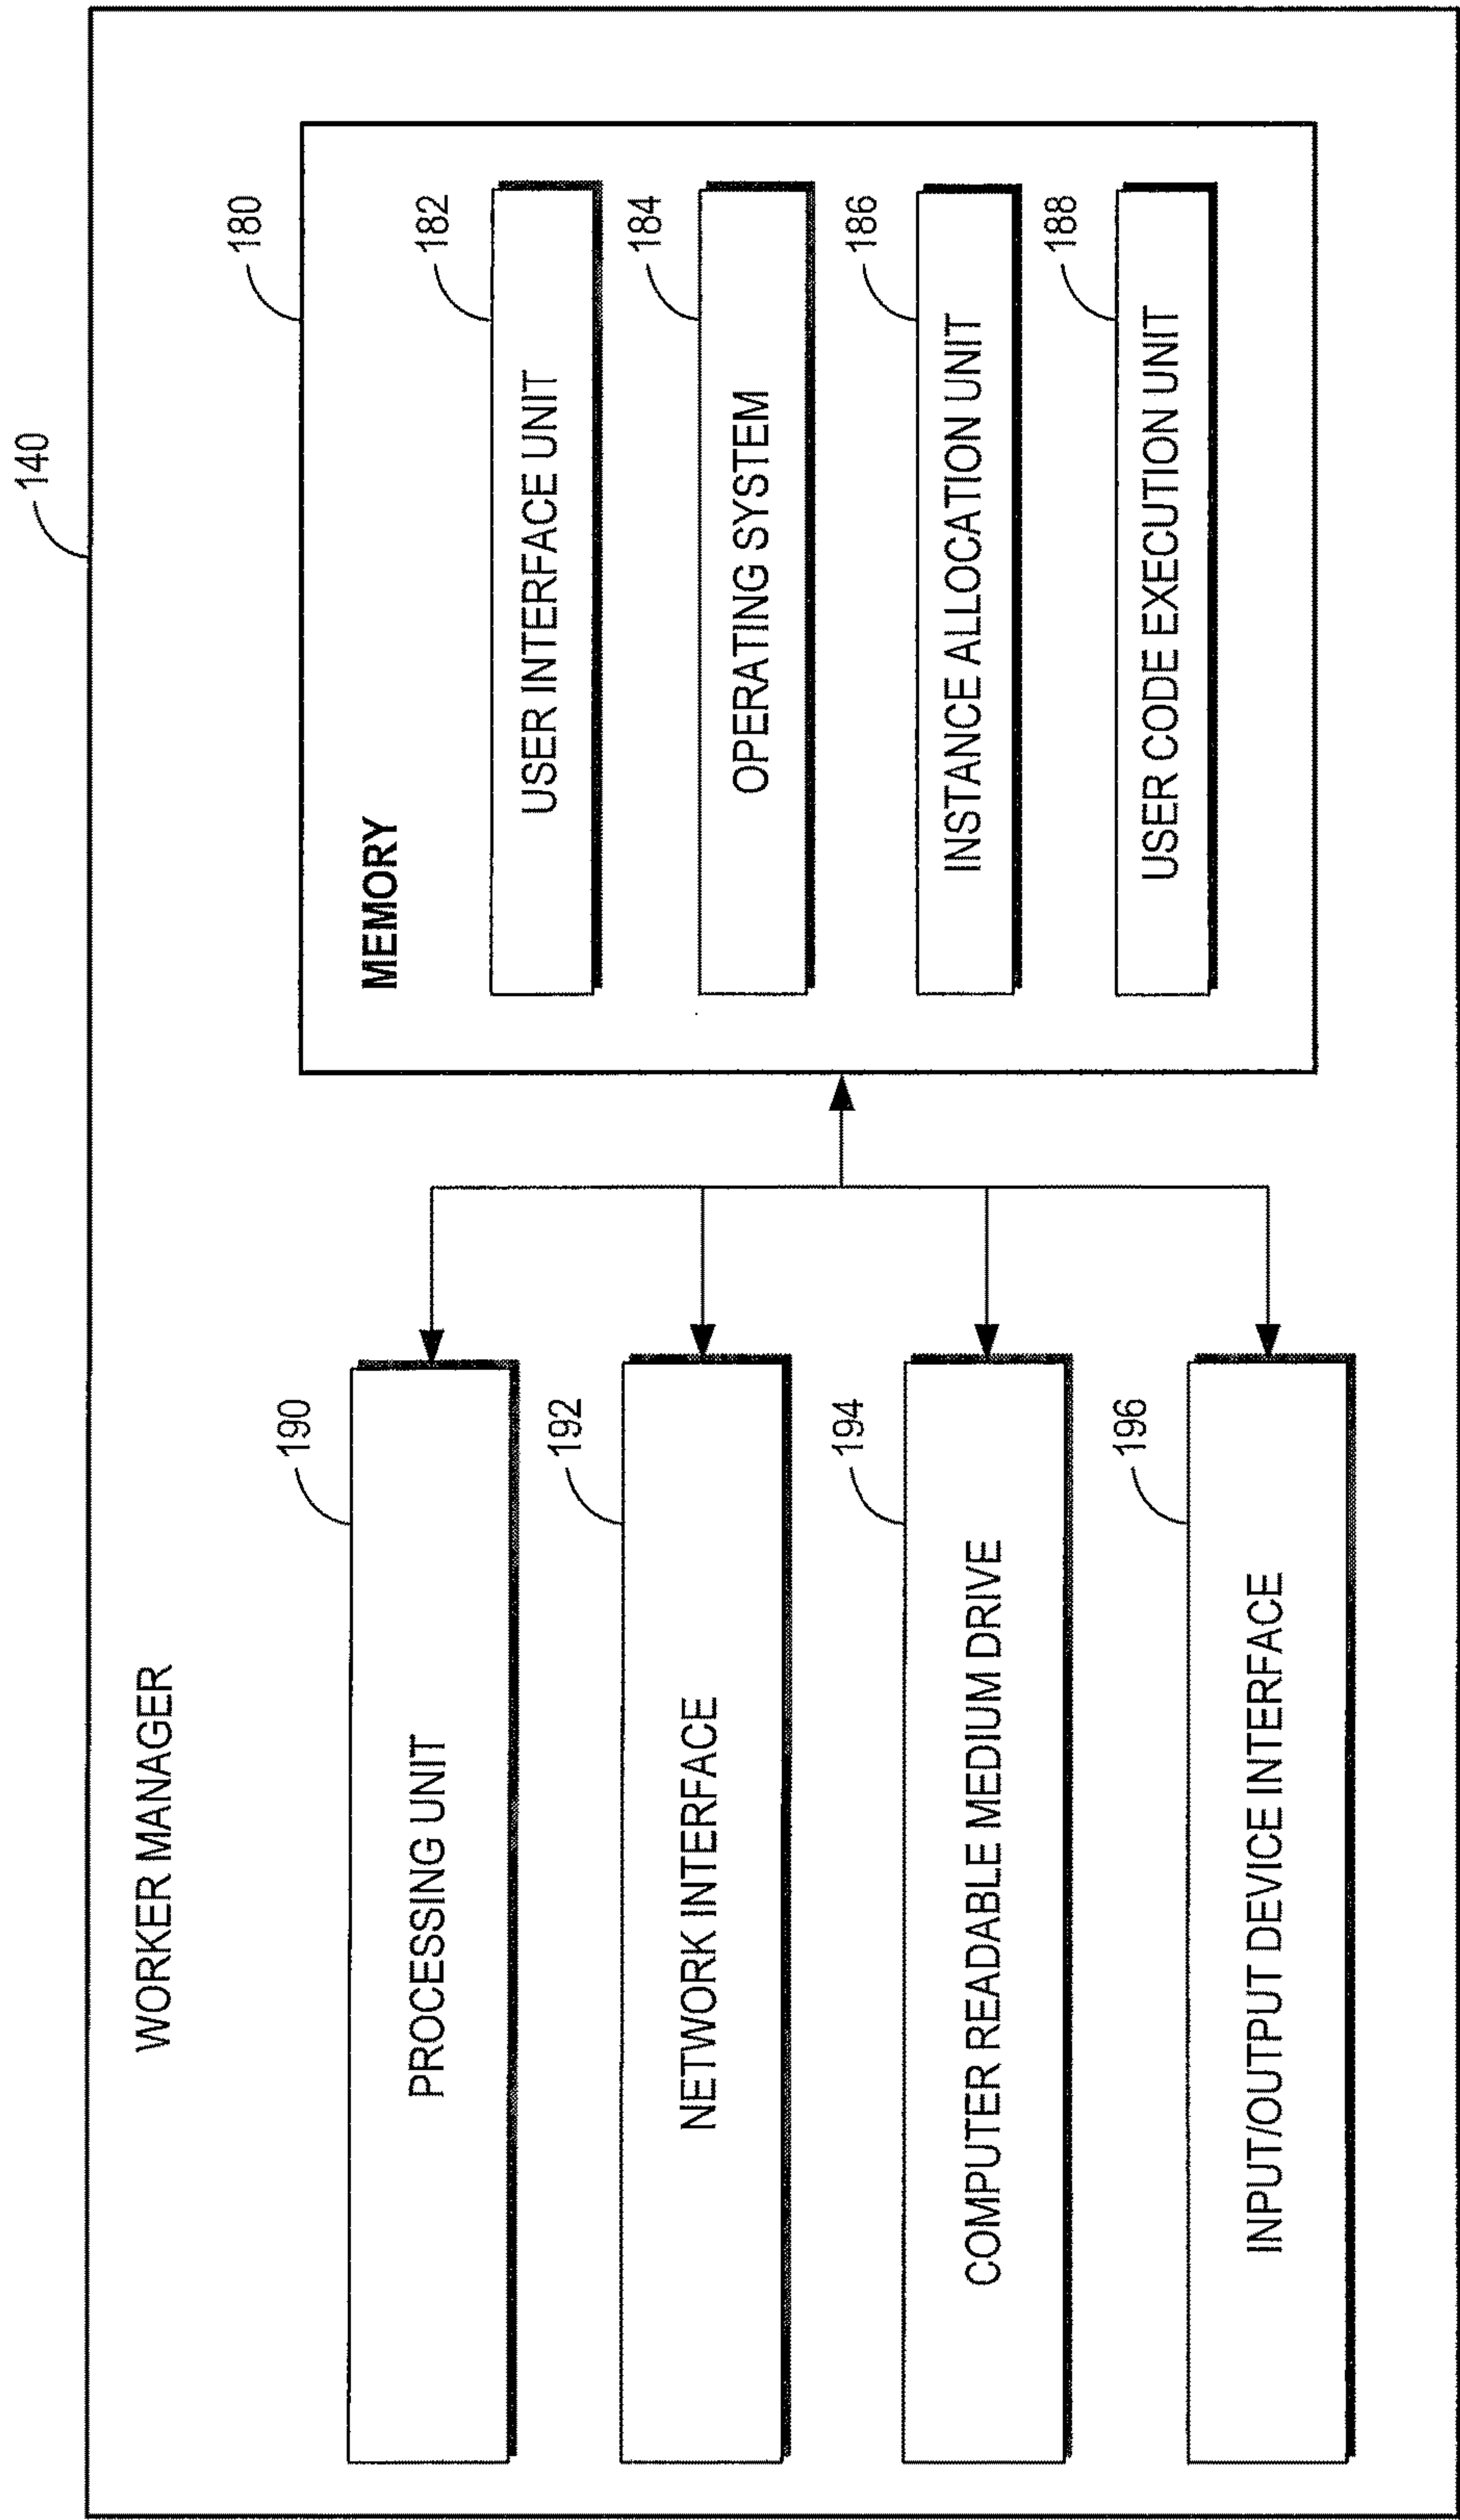 140
WORKER MANAGER
190
PROCESSING UNIT
192
NETWORK INTERFACE
194
COMPUTER READABLE MEDIUM DRIVE
196
INPUT/OUTPUT DEVICE INTERFACE
180
MEMORY
182
USER INTERFACE UNIT
184
OPERATING SYSTEM
186
INSTANCE ALLOCATION UNIT
188
USER CODE EXECUTION UNIT